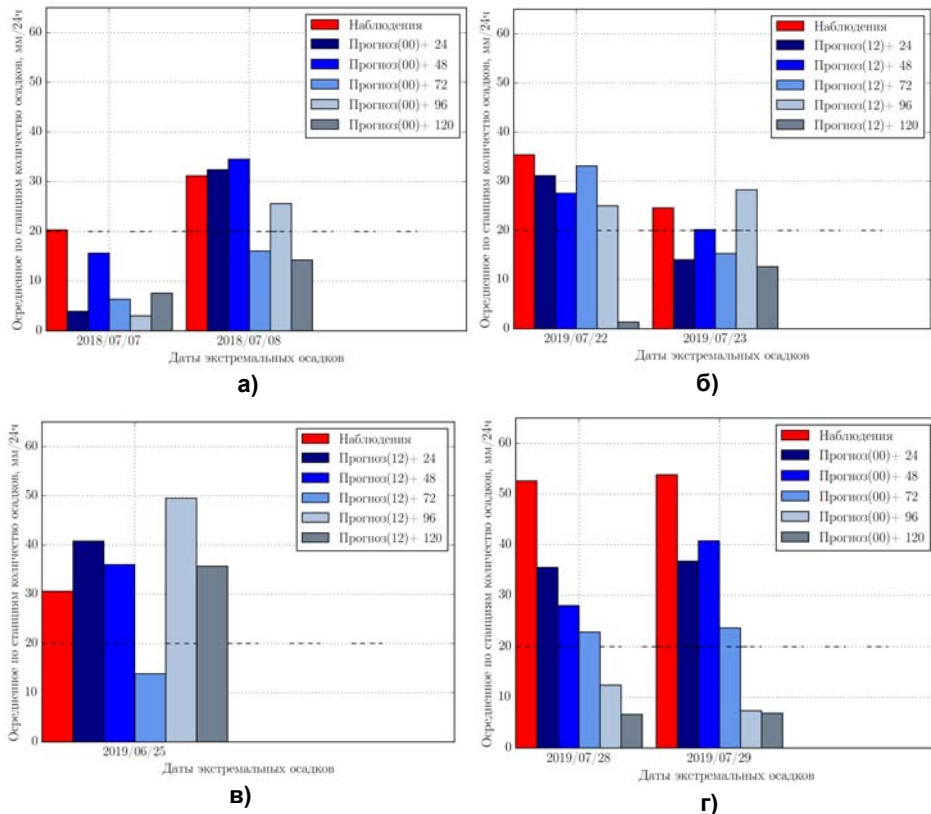 Осредненное по станциям количество осадков, мм/24ч
60
50
40
30
20
10
0
Наблюдения
Прогноз(00)+ 24
Прогноз(00)+ 48
Прогноз(00)+ 72
Прогноз(00)+ 96
Прогноз(00)+ 120
2018/07/07
2018/07/08
Даты экстремальных осадков
а)
Осредненное по станциям количество осадков, мм/24ч
60
50
40
30
20
10
0
Наблюдения
Прогноз(12)+ 24
Прогноз(12)+ 48
Прогноз(12)+ 72
Прогноз(12)+ 96
Прогноз(12)+ 120
2019/07/22
2019/07/23
Даты экстремальных осадков
б)
Осредненное по станциям количество осадков, мм/24ч
60
50
40
30
20
10
0
Наблюдения
Прогноз(12)+ 24
Прогноз(12)+ 48
Прогноз(12)+ 72
Прогноз(12)+ 96
Прогноз(12)+ 120
2019/06/25
Даты экстремальных осадков
в)
Осредненное по станциям количество осадков, мм/24ч
60
50
40
30
20
10
0
Наблюдения
Прогноз(00)+ 24
Прогноз(00)+ 48
Прогноз(00)+ 72
Прогноз(00)+ 96
Прогноз(00)+ 120
2019/07/28
2019/07/29
Даты экстремальных осадков
г)